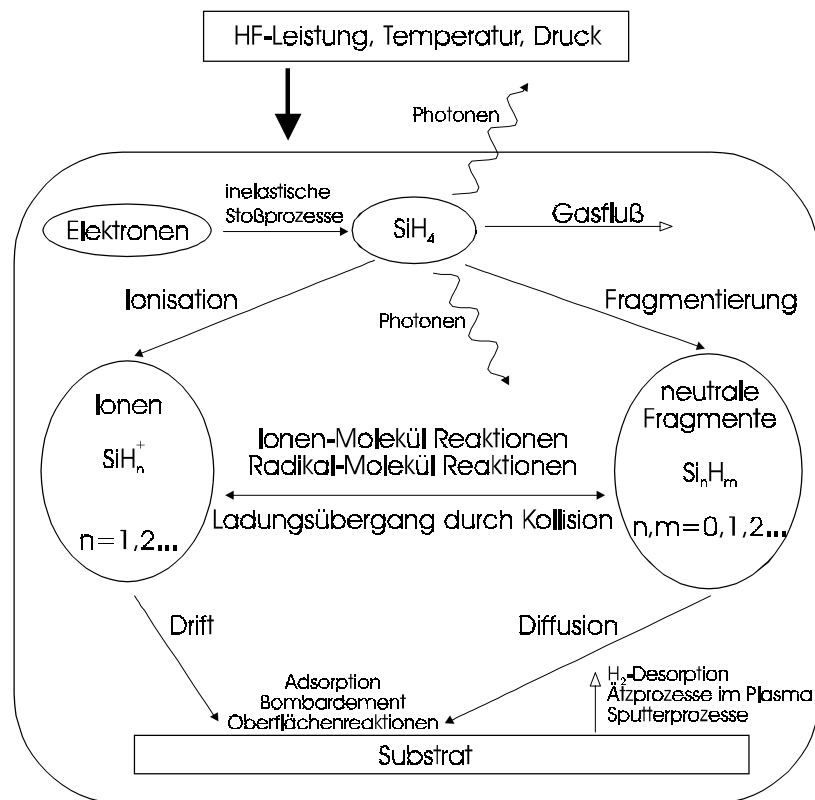 HF-Leistung, Temperatur, Druck
Photonen
inelastische
Stoßprozesse
Elektronen
SiH₄
Gasfluß
Ionisation
Photonen
Fragmentierung
Ionen
SiHₙ⁺
n=1,2...
Ionen-Molekül Reaktionen
Radikal-Molekül Reaktionen
Ladungsübergang durch Kollision
neutrale
Fragmente
SiₙHₘ
n,m=0,1,2...
Drift
Diffusion
Adsorption
Bombardement
Oberflächenreaktionen
H₂-Desorption
Ätzprozesse im Plasma
Sputterprozesse
Substrat